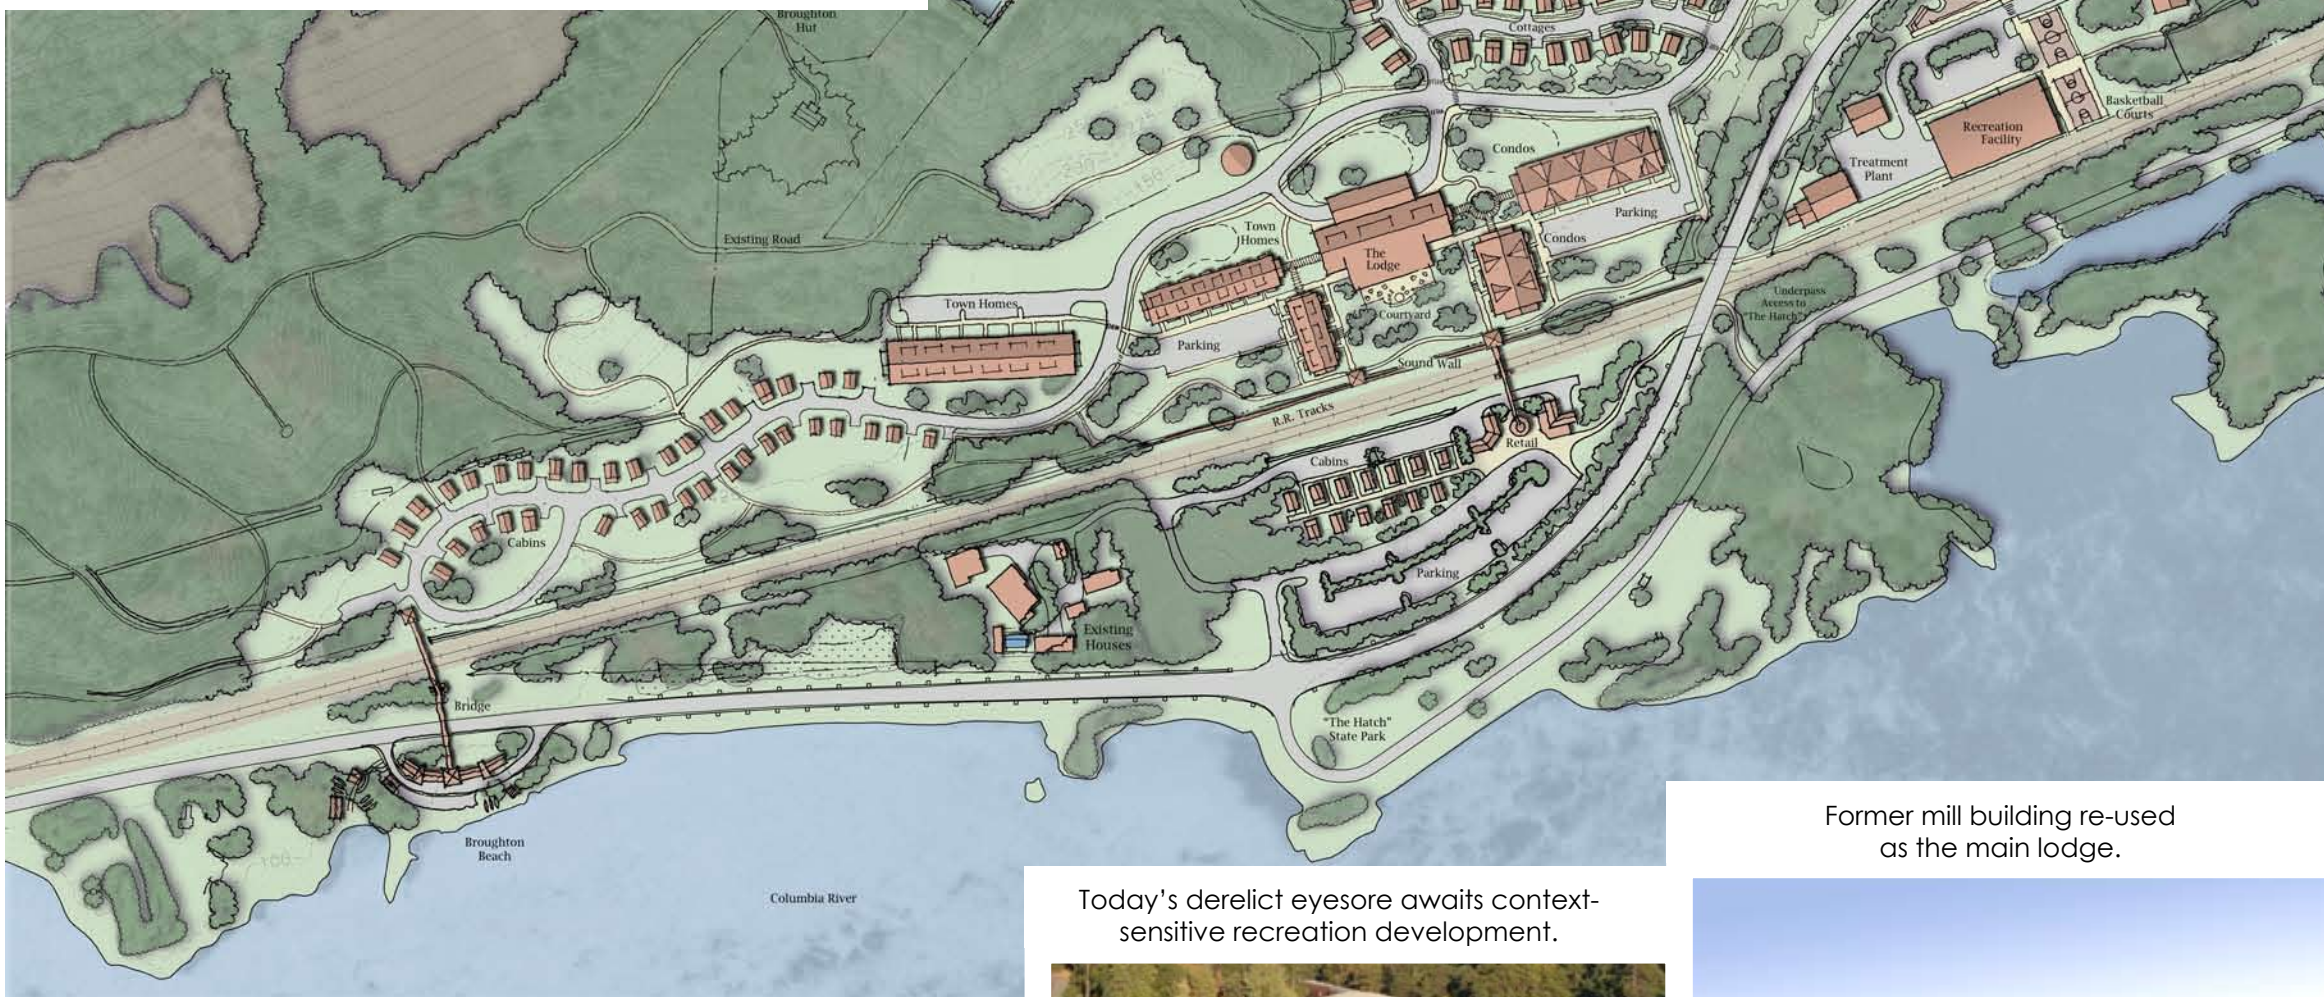 Broughton
Hut
Cottages
Basketball
Courts
Recreation
Facility
Condos
Treatment
Plant
Parking
Existing Road
Town
Homes
Condos
The
Lodge
Town Homes
Underpass
Access to
"The Hatch"
Courtyard
Parking
Sound Wall
R.R. Tracks
Retail
Cabins
Cabins
Parking
Existing
Houses
Bridge
"The Hatch"
State Park
Broughton
Beach
Columbia River
Former mill building re-used
as the main lodge.
Today's derelict eyesore awaits context-
sensitive recreation development.